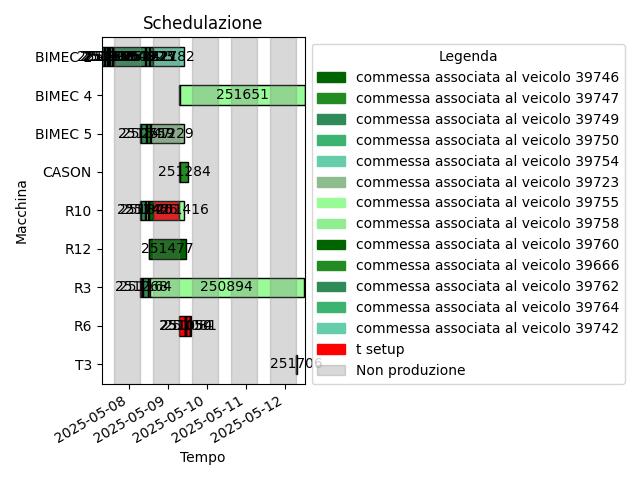 Schedulazione
Macchina
BIMEC 2
BIMEC 4
251651
BIMEC 5
CASON
251284
R10
R12
251477
R3
250894
R6
T3
251706
2025-05-08
2025-05-09
2025-05-10
2025-05-11
2025-05-12
Tempo
Legenda
commessa associata al veicolo 39746
commessa associata al veicolo 39747
commessa associata al veicolo 39749
commessa associata al veicolo 39750
commessa associata al veicolo 39754
commessa associata al veicolo 39723
commessa associata al veicolo 39755
commessa associata al veicolo 39758
commessa associata al veicolo 39760
commessa associata al veicolo 39666
commessa associata al veicolo 39762
commessa associata al veicolo 39764
commessa associata al veicolo 39742
t setup
Non produzione